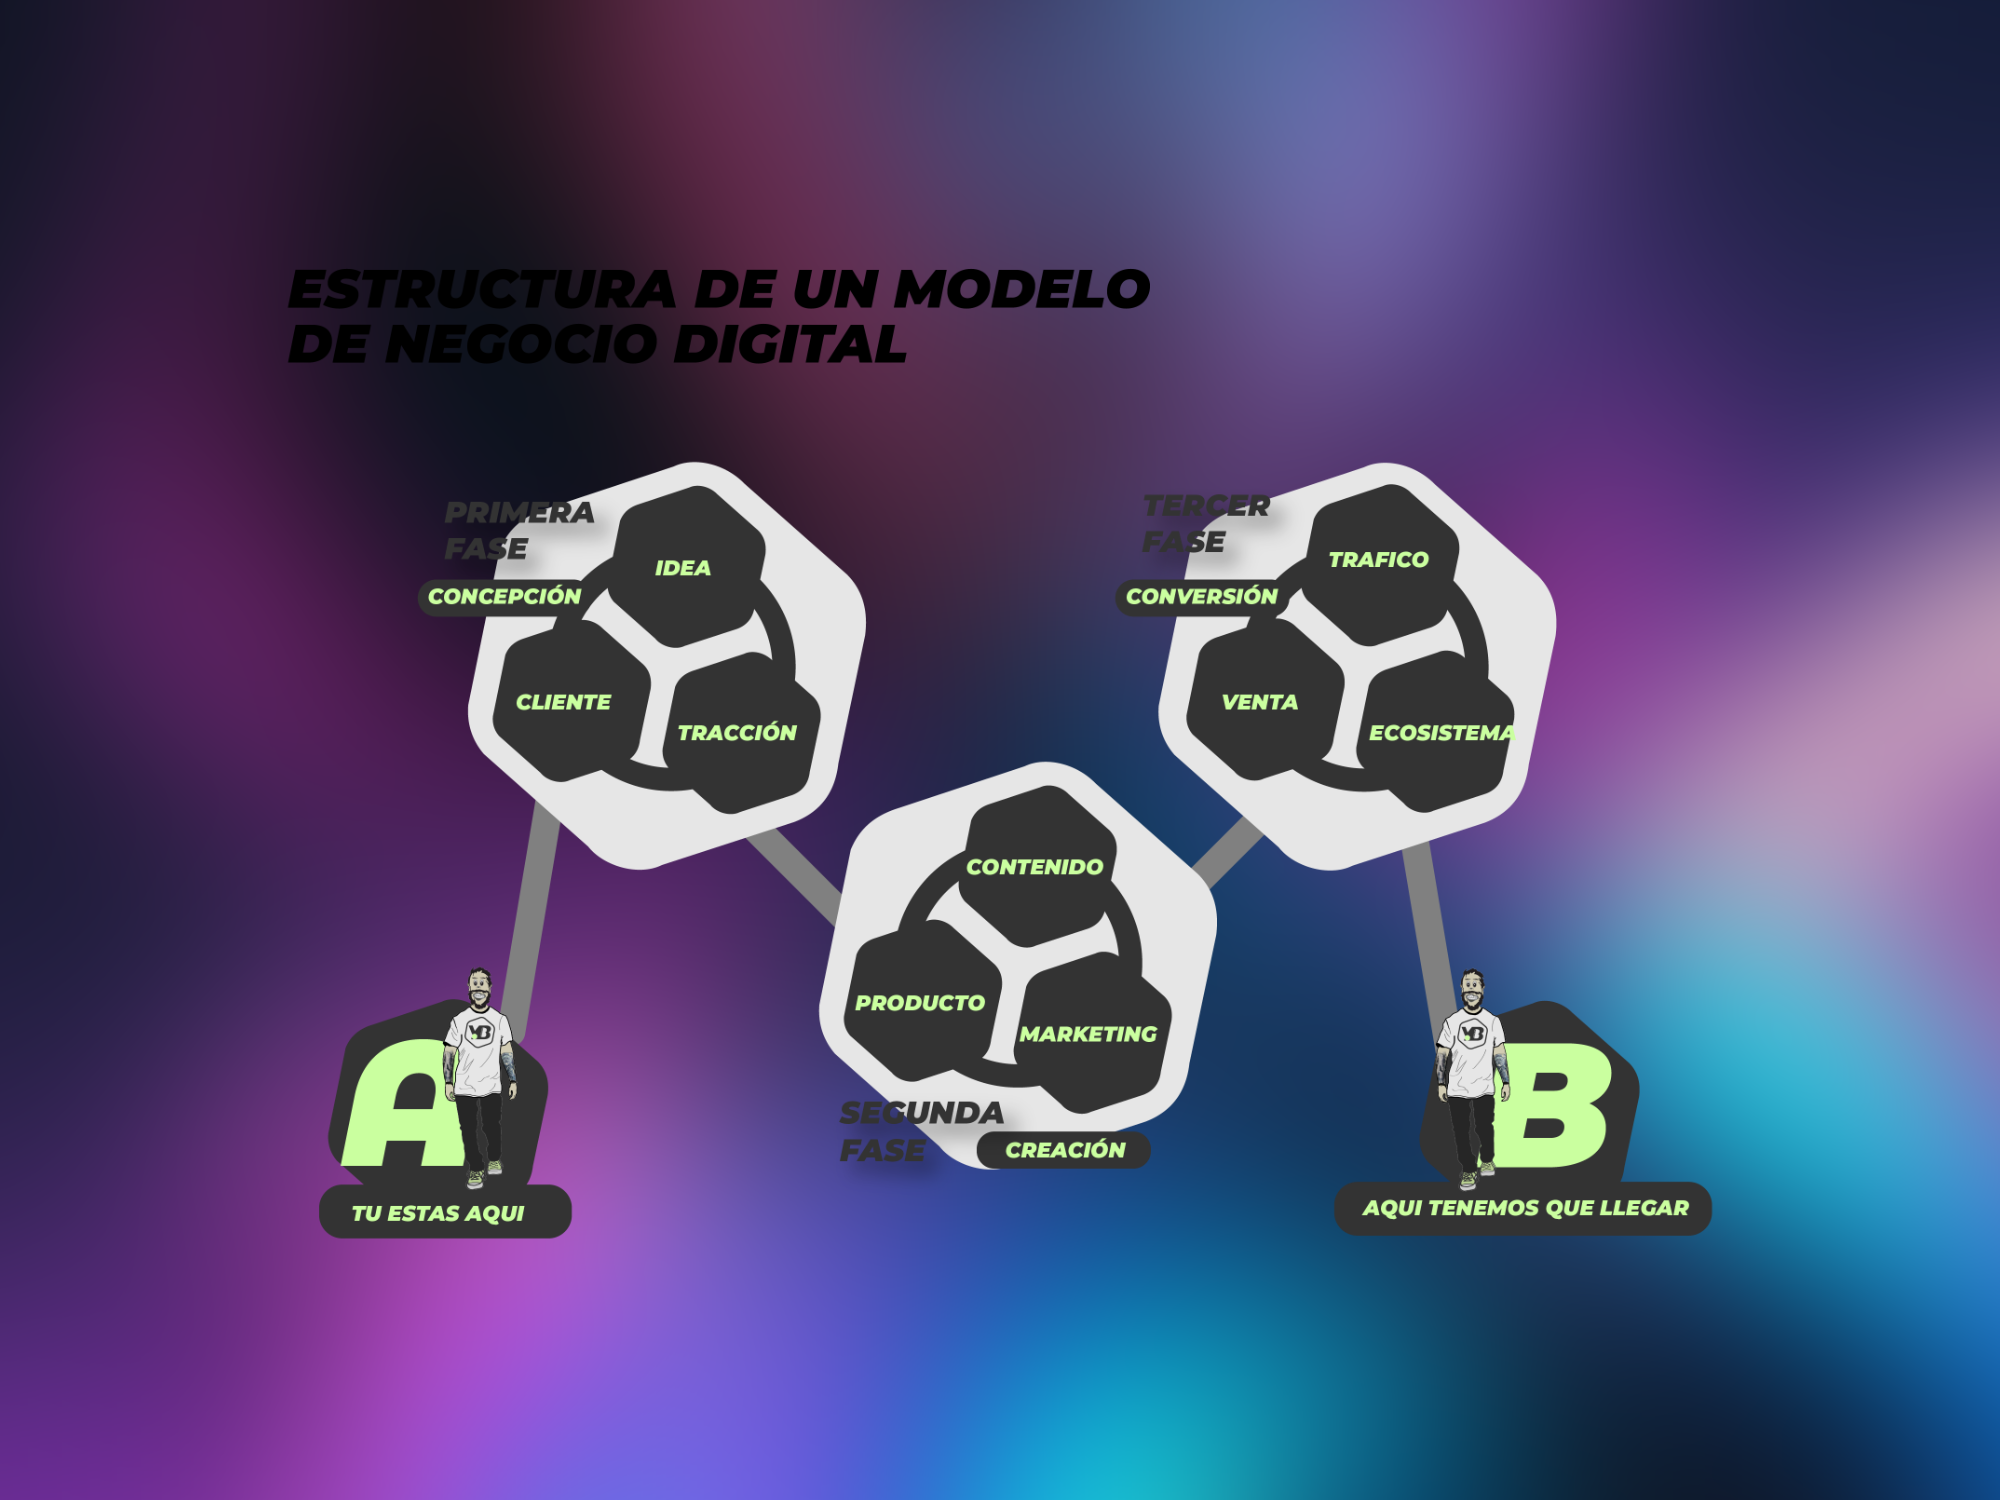 ESTRUCTURA DE UN MODELO
DE NEGOCIO DIGITAL
PRIMERA
FASE
CONCEPCIÓN
IDEA
CLIENTE
TRACCIÓN
TERCER
FASE
CONVERSIÓN
TRAFICO
VENTA
ECOSISTEMA
CONTENIDO
PRODUCTO
MARKETING
SEGUNDA
FASE
CREACIÓN
A
TU ESTAS AQUI
B
AQUI TENEMOS QUE LLEGAR